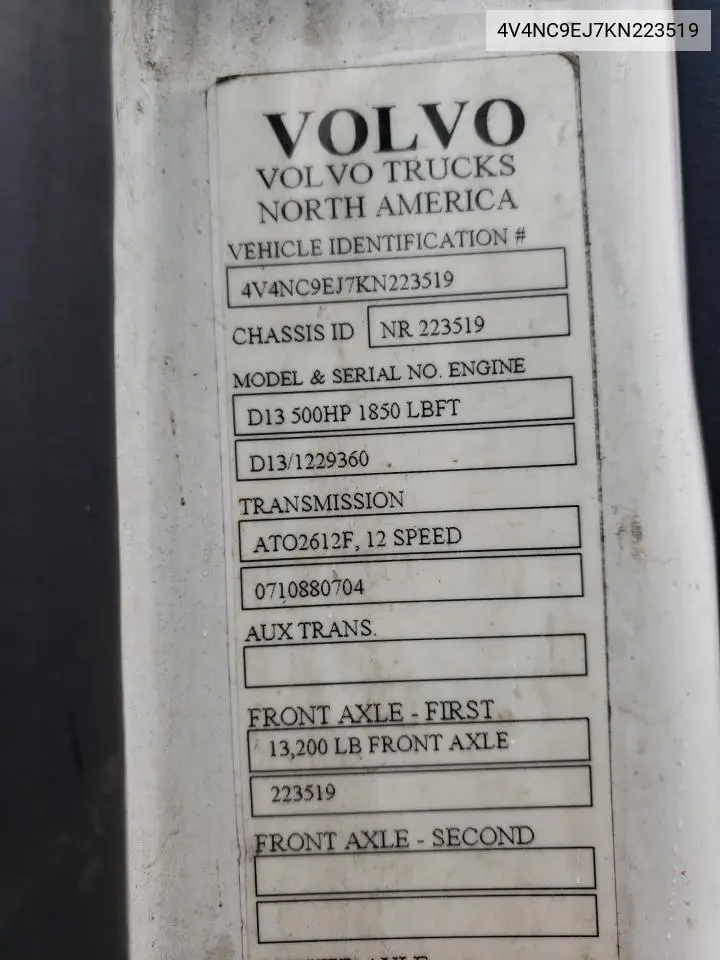 4V4NC9EJ7KN223519
VOLVO
VOLVO TRUCKS
NORTH AMERICA
VEHICLE IDENTIFICATION #
4V4NC9EJ7KN223519
CHASSIS ID NR 223519
MODEL & SERIAL NO. ENGINE
D13 500HP 1850 LBFT
D13/1229360
TRANSMISSION
ATO2612F, 12 SPEED
0710880704
AUX TRANS.
FRONT AXLE - FIRST
13,200 LB FRONT AXLE
223519
FRONT AXLE - SECOND